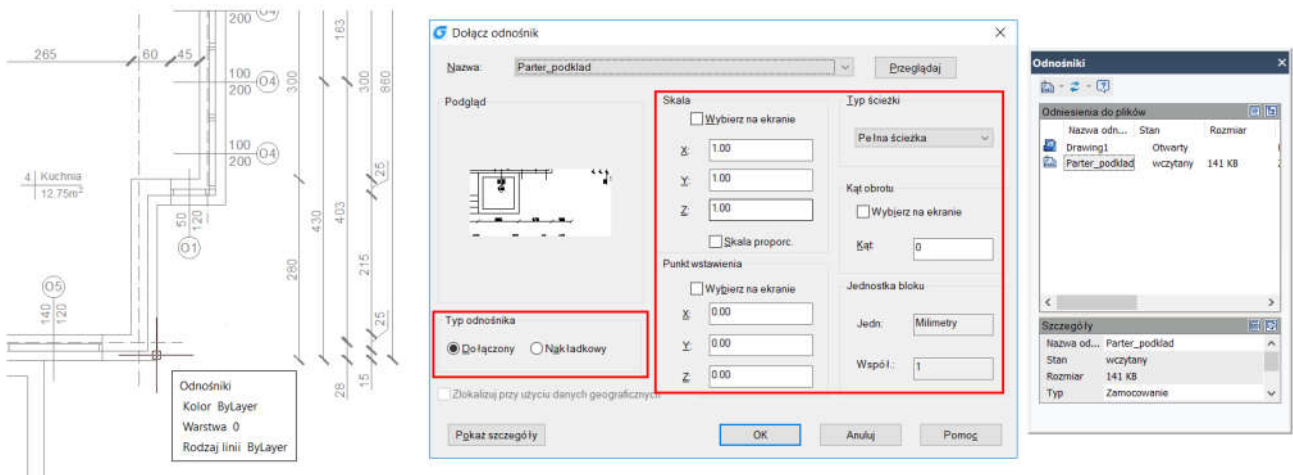 265
60
45
200
04
163
100
200
04
300
300
860
100
200
04
4 Kuchnia
12.75m²
25
50
120
O1
430
403
280
215
O5
140
120
25
28
15
Odnośniki
Kolor ByLayer
Warstwa 0
Rodzaj linii ByLayer
Dołącz odnośnik
Nazwa: Parter_podklad Przeglądaj
Podgląd
Skala
Wybierz na ekranie
X: 1.00
Y: 1.00
Z: 1.00
Skala proporc.
Typ ścieżki
Pełna ścieżka
Kąt obrotu
Wybierz na ekranie
Kąt 0
Punkt wstawienia
Wybierz na ekranie
X: 0.00
Y: 0.00
Z: 0.00
Jednostka bloku
Jedn: Milimetry
Współ.: 1
Typ odnośnika
Dołączony Nakładkowy
Zlokalizuj przy użyciu danych geograficznych
Pokaż szczegóły OK Anuluj Pomoc
Odnośniki
Odniesienia do plików
Nazwa odn... Stan Rozmiar
Drawing1 Otwarty
Parter_podklad wczytany 141 KB
Szczegóły
Nazwa od... Parter_podklad
Stan wczytany
Rozmiar 141 KB
Typ Zamocowanie